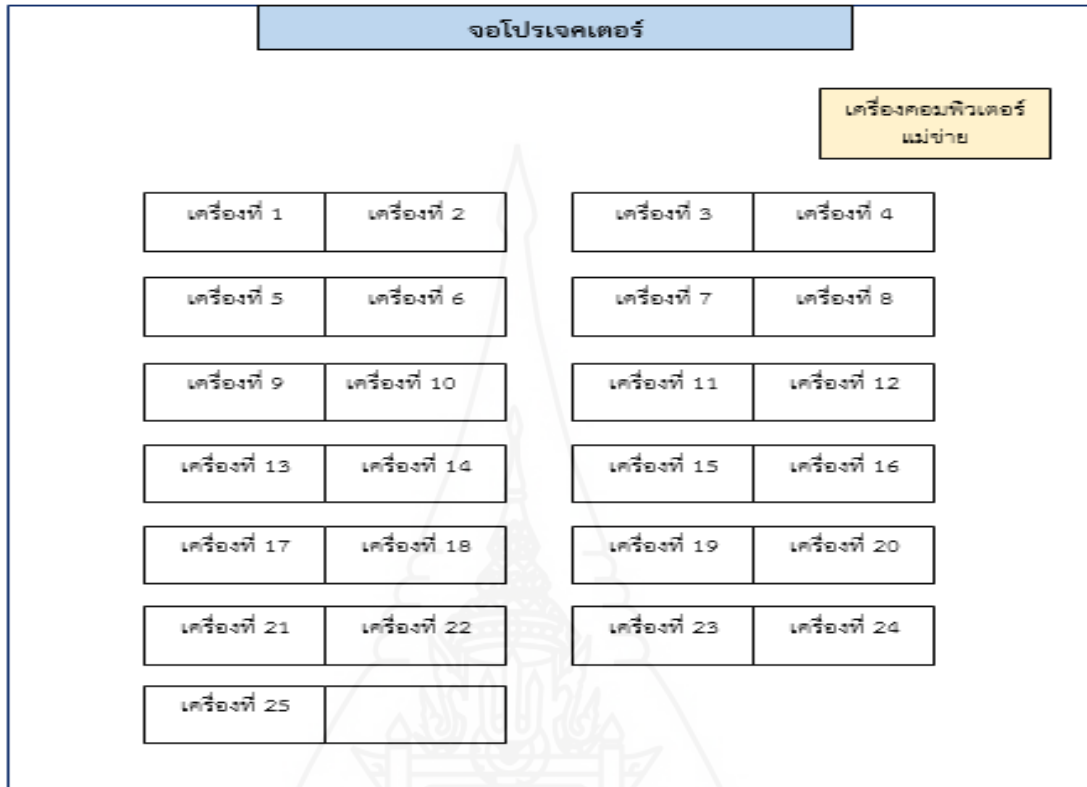 จอโปรเจคเตอร์
เครื่องคอมพิวเตอร์
แม่ข่าย
เครื่องที่ 1 เครื่องที่ 2 เครื่องที่ 3 เครื่องที่ 4
เครื่องที่ 5 เครื่องที่ 6 เครื่องที่ 7 เครื่องที่ 8
เครื่องที่ 9 เครื่องที่ 10 เครื่องที่ 11 เครื่องที่ 12
เครื่องที่ 13 เครื่องที่ 14 เครื่องที่ 15 เครื่องที่ 16
เครื่องที่ 17 เครื่องที่ 18 เครื่องที่ 19 เครื่องที่ 20
เครื่องที่ 21 เครื่องที่ 22 เครื่องที่ 23 เครื่องที่ 24
เครื่องที่ 25